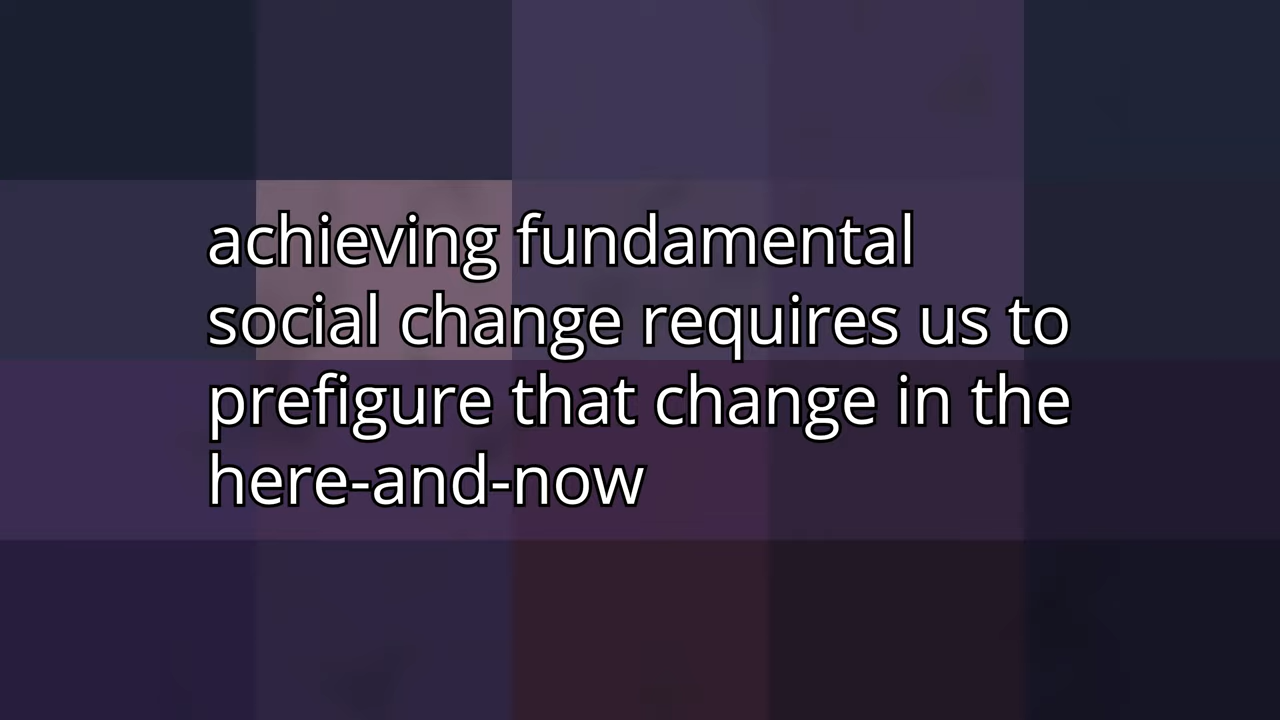 achieving fundamental
social change requires us to
prefigure that change in the
here-and-now